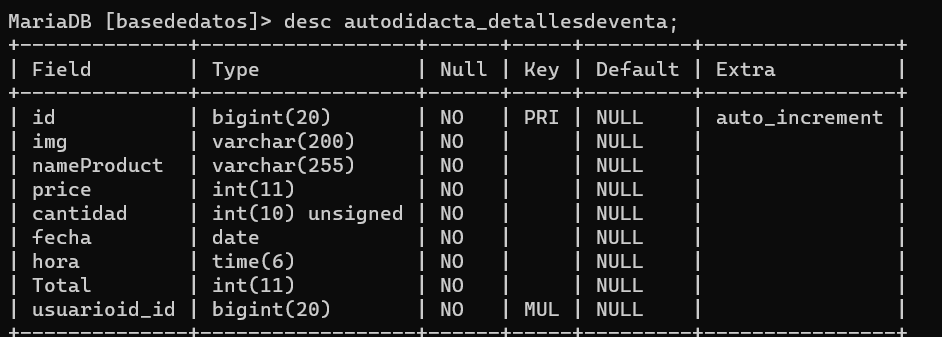 MariaDB [basededatos]> desc autodidacta_detallesdeventa;
+--------------+------------------+------+-----+---------+----------------+
| Field        | Type             | Null | Key | Default | Extra          |
+--------------+------------------+------+-----+---------+----------------+
| id           | bigint(20)       | NO   | PRI | NULL    | auto_increment |
| img          | varchar(200)     | NO   |     | NULL    |                |
| nameProduct  | varchar(255)     | NO   |     | NULL    |                |
| price        | int(11)          | NO   |     | NULL    |                |
| cantidad     | int(10) unsigned | NO   |     | NULL    |                |
| fecha        | date             | NO   |     | NULL    |                |
| hora         | time(6)          | NO   |     | NULL    |                |
| Total        | int(11)          | NO   |     | NULL    |                |
| usuarioid_id | bigint(20)       | NO   | MUL | NULL    |                |
+--------------+------------------+------+-----+---------+----------------+